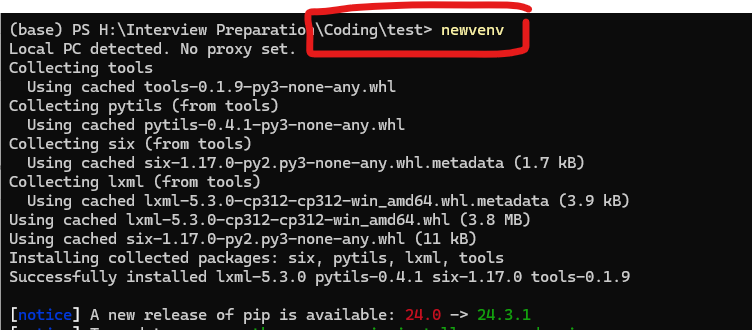 (base) PS H:\Interview Preparation\Coding\test> newvenv
Local PC detected. No proxy set.
Collecting tools
  Using cached tools-0.1.9-py3-none-any.whl
Collecting pytils (from tools)
  Using cached pytils-0.4.1-py3-none-any.whl
Collecting six (from tools)
  Using cached six-1.17.0-py2.py3-none-any.whl.metadata (1.7 kB)
Collecting lxml (from tools)
  Using cached lxml-5.3.0-cp312-cp312-win_amd64.whl.metadata (3.9 kB)
Using cached lxml-5.3.0-cp312-cp312-win_amd64.whl (3.8 MB)
Using cached six-1.17.0-py2.py3-none-any.whl (11 kB)
Installing collected packages: six, pytils, lxml, tools
Successfully installed lxml-5.3.0 pytils-0.4.1 six-1.17.0 tools-0.1.9

[notice] A new release of pip is available: 24.0 -> 24.3.1